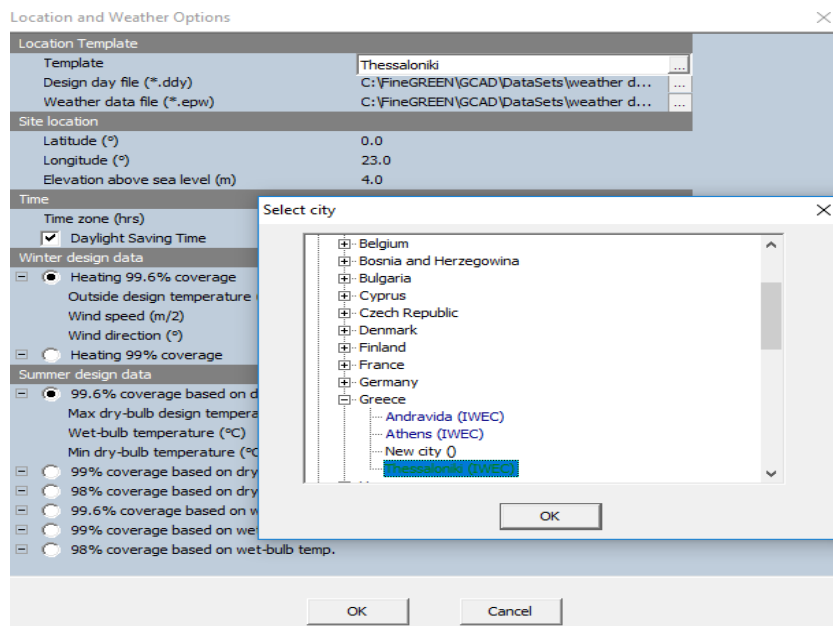 Location and Weather Options
Location Template
Template Thessaloniki ...
Design day file (*.ddy) C:\FineGREEN\GCAD\DataSets\weather d... ...
Weather data file (*.epw) C:\FineGREEN\GCAD\DataSets\weather d... ...
Site location
Latitude (°) 0.0
Longitude (°) 23.0
Elevation above sea level (m) 4.0
Time
Time zone (hrs)
Daylight Saving Time
Winter design data
Heating 99.6% coverage
Outside design temperature
Wind speed (m/2)
Wind direction (°)
Heating 99% coverage
Summer design data
99.6% coverage based on d
Max dry-bulb design tempera
Wet-bulb temperature (°C)
Min dry-bulb temperature (°C
99% coverage based on dry
98% coverage based on dry
99.6% coverage based on w
99% coverage based on wet
98% coverage based on wet-bulb temp.
OK Cancel
Select city
Belgium
Bosnia and Herzegowina
Bulgaria
Cyprus
Czech Republic
Denmark
Finland
France
Germany
Greece
Andravida (IWEC)
Athens (IWEC)
New city ()
Thessaloniki (IWEC)
OK